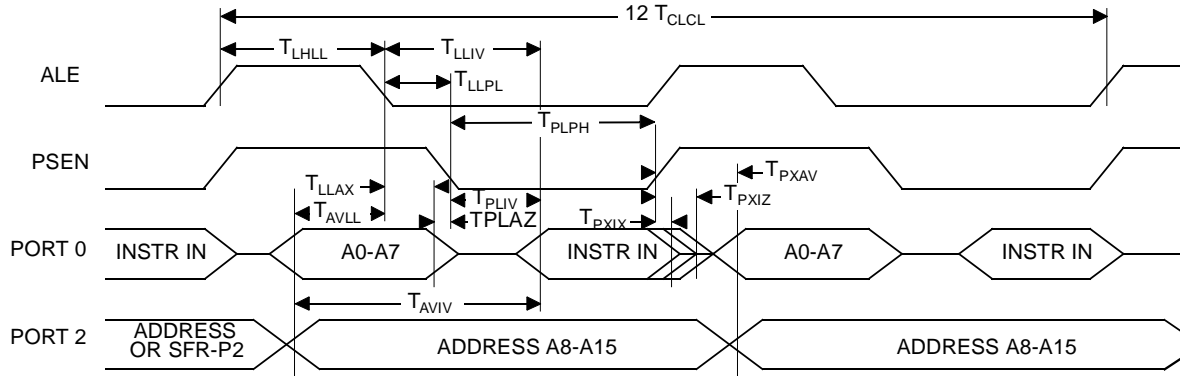 12 TCLCL
TLHLL TLLIV
ALE
TLLPL
TPLPH
PSEN
TPXAV
TLLAX
TPLIV
TPXIZ
TAVLL
TPLAZ
TPXIX
PORT 0
INSTR IN
A0-A7
INSTR IN
A0-A7
INSTR IN
TAVIV
PORT 2
ADDRESS
OR SFR-P2
ADDRESS A8-A15
ADDRESS A8-A15